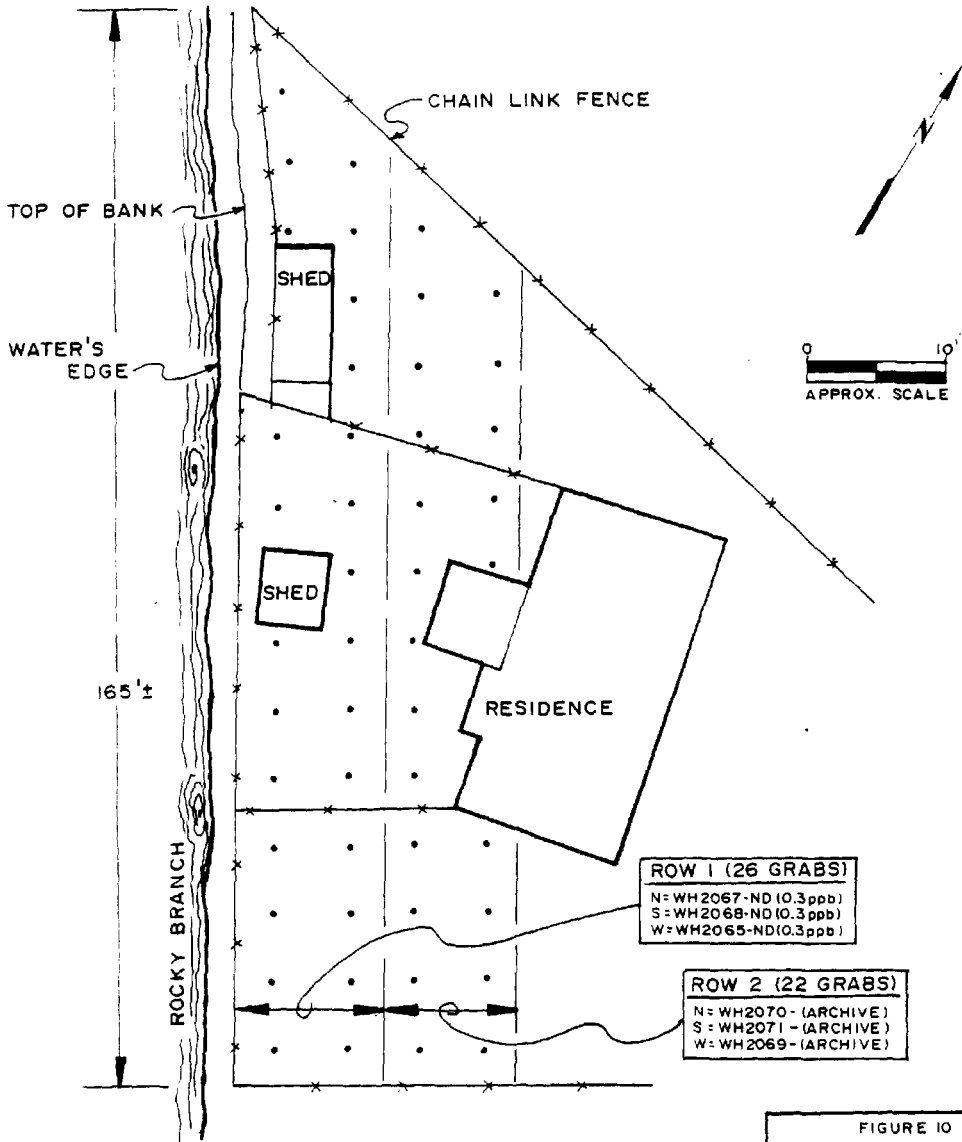 CHAIN LINK FENCE
N
TOP OF BANK
SHED
WATER'S
EDGE
0 10'
APPROX. SCALE
SHED
165'±
RESIDENCE
ROCKY BRANCH
ROW 1 (26 GRABS)
N=WH2067-ND(0.3ppb)
S=WH2068-ND(0.3ppb)
W=WH2065-ND(0.3ppb)
ROW 2 (22 GRABS)
N=WH2070-(ARCHIVE)
S=WH2071-(ARCHIVE)
W=WH2069-(ARCHIVE)
FIGURE 10